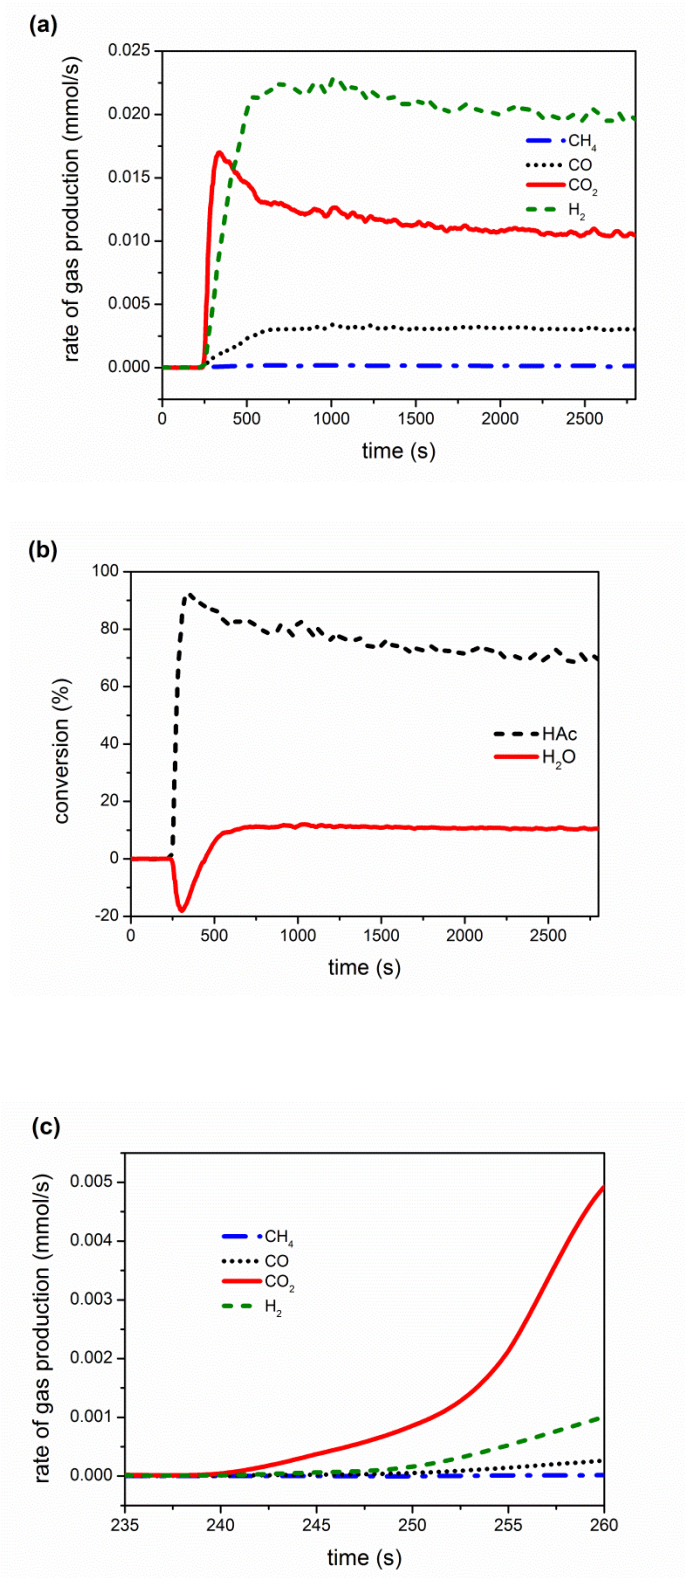 (a)
rate of gas production (mmol/s)
0.025
0.020
0.015
0.010
0.005
0.000
CH₄
CO
CO₂
H₂
0 500 1000 1500 2000 2500
time (s)
(b)
conversion (%)
100
80
60
40
20
0
-20
HAc
H₂O
0 500 1000 1500 2000 2500
time (s)
(c)
rate of gas production (mmol/s)
0.005
0.004
0.003
0.002
0.001
0.000
CH₄
CO
CO₂
H₂
235 240 245 250 255 260
time (s)